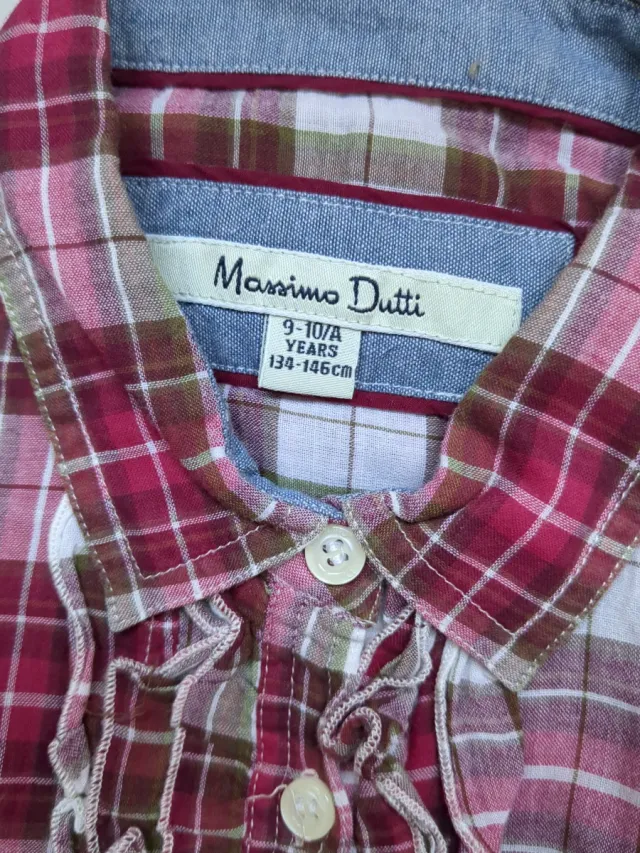 Massimo Dutti
9-10/A
YEARS
134-146cm